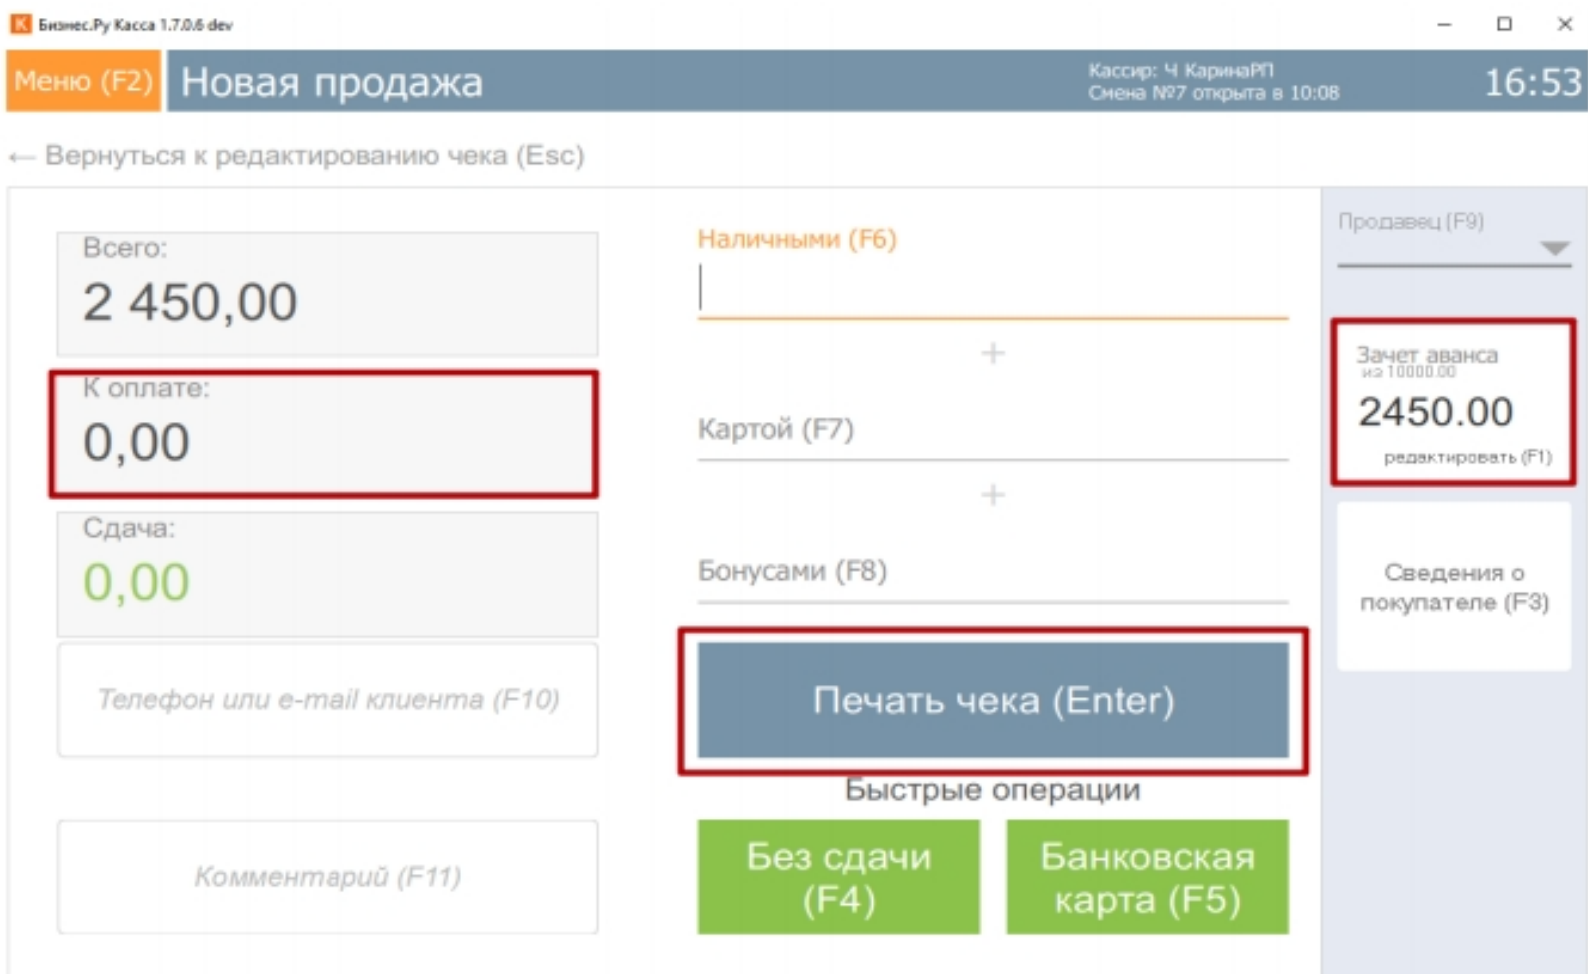 Бизнес.Ру Касса 1.7.0.6 dev
Меню (F2)
Новая продажа
Кассир: Ч КаринаРП
Смена №7 открыта в 10:08
16:53
← Вернуться к редактированию чека (Esc)
Всего:
2 450,00
К оплате:
0,00
Сдача:
0,00
Телефон или e-mail клиента (F10)
Комментарий (F11)
Наличными (F6)
+
Картой (F7)
+
Бонусами (F8)
Печать чека (Enter)
Быстрые операции
Без сдачи
(F4)
Банковская
карта (F5)
Продавец (F9)
Зачет аванса
из 10000.00
2450.00
редактировать (F1)
Сведения о
покупателе (F3)